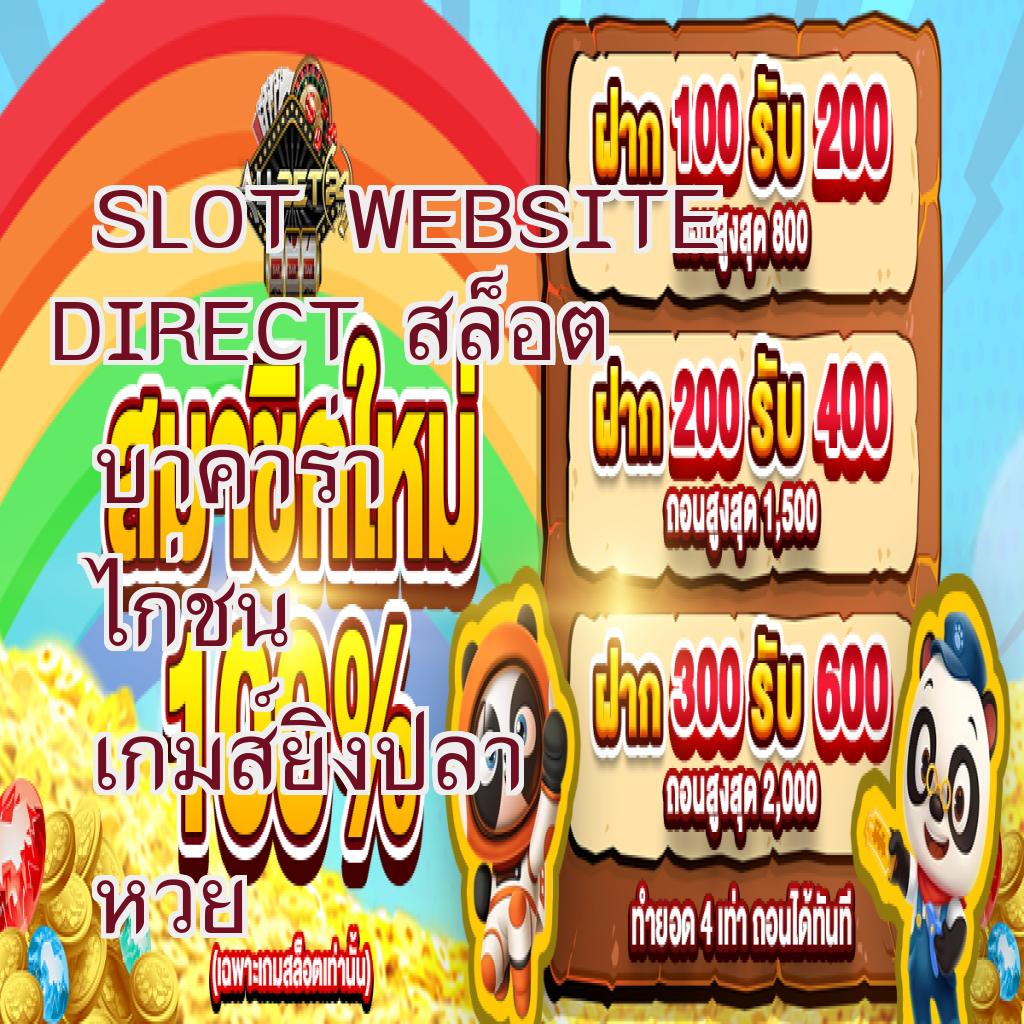 SLOT WEBSITE
DIRECT สล็อต
บาคาร่า
ไก่ชน
เกมส์ยิงปลา
หวย
สมาชิกใหม่
100%
(เฉพาะเกมสล็อตเท่านั้น)
ฝาก 100 รับ 200
สูงสุด 800
ฝาก 200 รับ 400
ถอนสูงสุด 1,500
ฝาก 300 รับ 600
ถอนสูงสุด 2,000
ทำยอด 4 เท่า ถอนได้ทันที